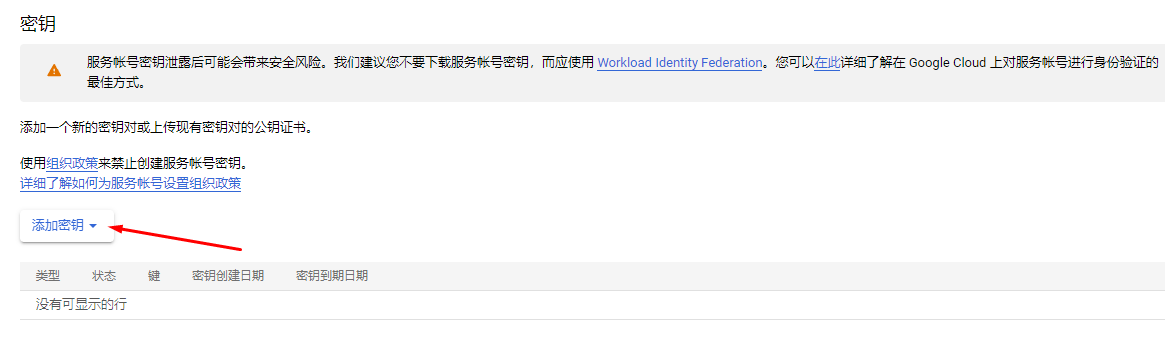 密钥
服务帐号密钥泄露后可能会带来安全风险。我们建议您不要下载服务帐号密钥，而应使用 Workload Identity Federation。您可以在此详细了解在 Google Cloud 上对服务帐号进行身份验证的
最佳方式。
添加一个新的密钥对或上传现有密钥对的公钥证书。
使用组织政策来禁止创建服务帐号密钥。
详细了解如何为服务帐号设置组织政策
添加密钥
类型 状态 键 密钥创建日期 密钥到期日期
没有可显示的行